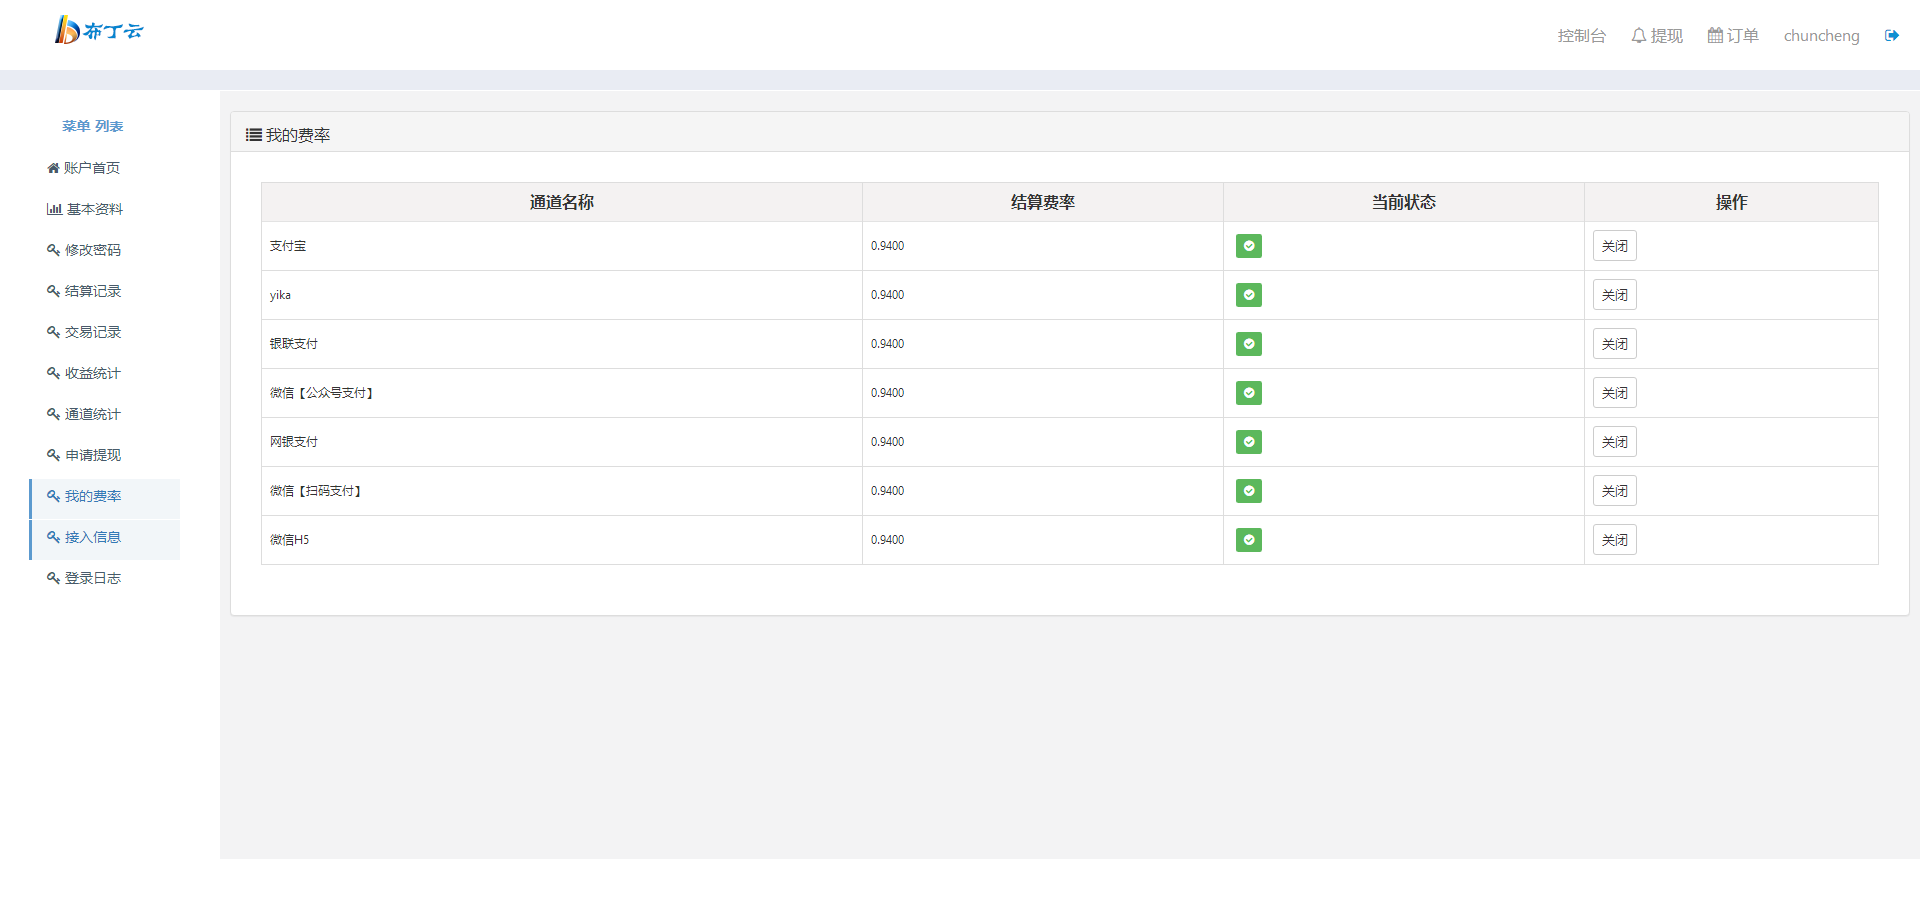 布丁云
控制台 提现 订单 chuncheng
菜单 列表
账户首页
基本资料
修改密码
结算记录
交易记录
收益统计
通道统计
申请提现
我的费率
接入信息
登录日志
我的费率
通道名称 结算费率 当前状态 操作
支付宝 0.9400 关闭
yika 0.9400 关闭
银联支付 0.9400 关闭
微信【公众号支付】 0.9400 关闭
网银支付 0.9400 关闭
微信【扫码支付】 0.9400 关闭
微信H5 0.9400 关闭